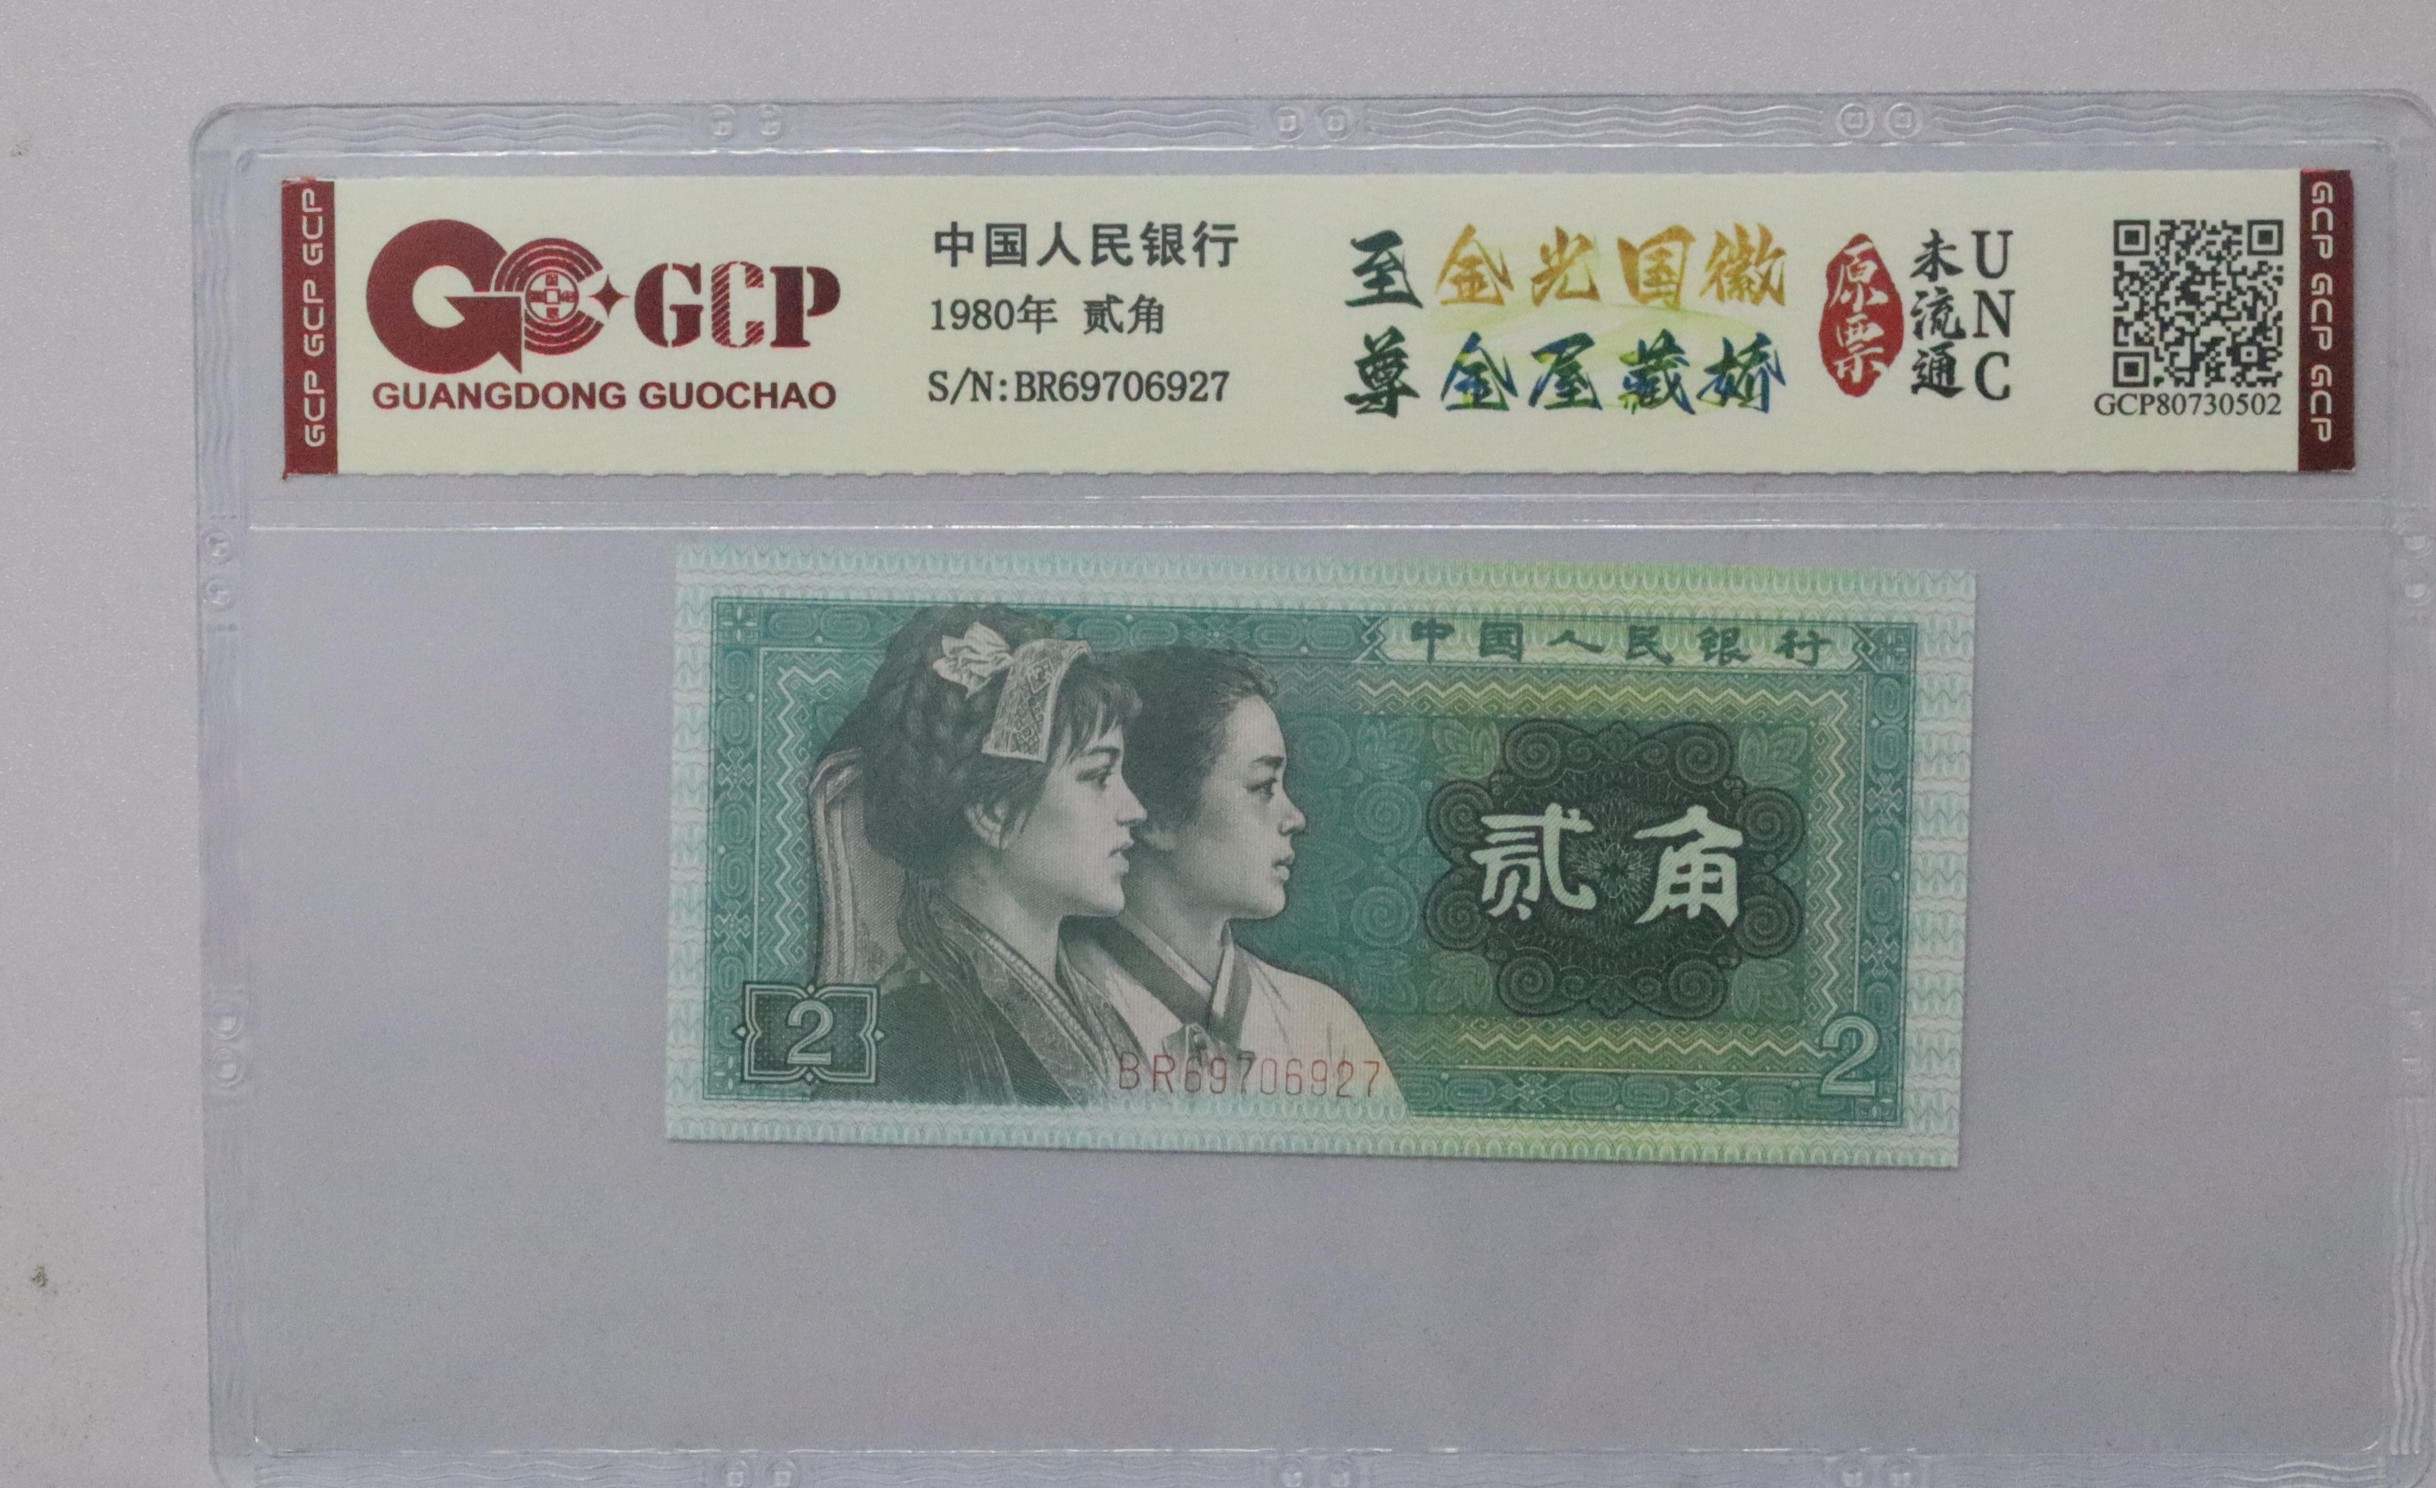 GCP GCP GCP
GCP
GUANGDONG GUOCHAO
中国人民银行
1980年 贰角
S/N:BR69706927
至尊
金光国徽
金屋藏娇
原票
未流通
UNC
GCP80730502
GCP GCP GCP
中国人民银行
贰角
2
BR69706927
2